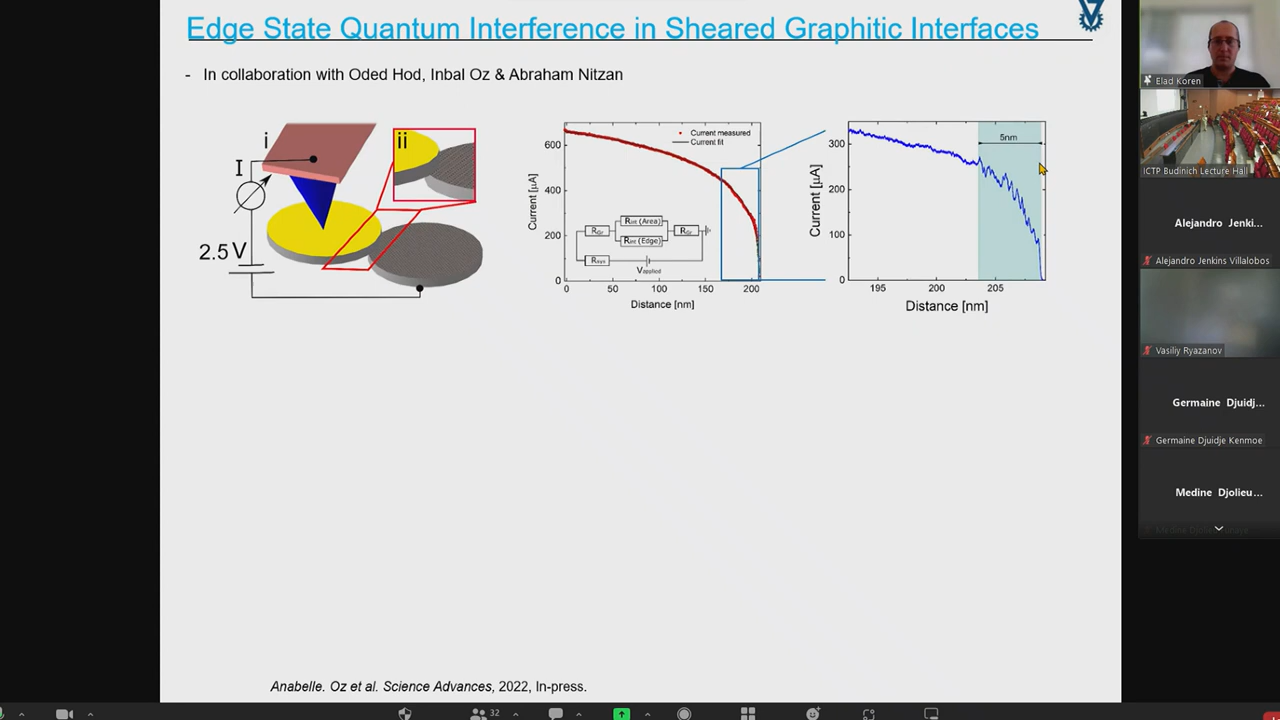 Edge State Quantum Interference in Sheared Graphitic Interfaces
- In collaboration with Oded Hod, Inbal Oz & Abraham Nitzan
i
ii
I
2.5 V
Current [µA]
600
400
200
0
0 50 100 150 200
Distance [nm]
Current measured
Current fit
R_Gr
R_int (Area)
R_int (Edge)
R_Gr
R_sys
V_applied
Current [µA]
300
200
100
0
195 200 205
Distance [nm]
5nm
Anabelle. Oz et al. Science Advances, 2022, In-press.
Elad Koren
ICTP Budinich Lecture Hall
Alejandro Jenki...
Alejandro Jenkins Villalobos
Vasiliy Ryazanov
Germaine Djuidj...
Germaine Djuidje Kenmoe
Medine Djolieu...
32